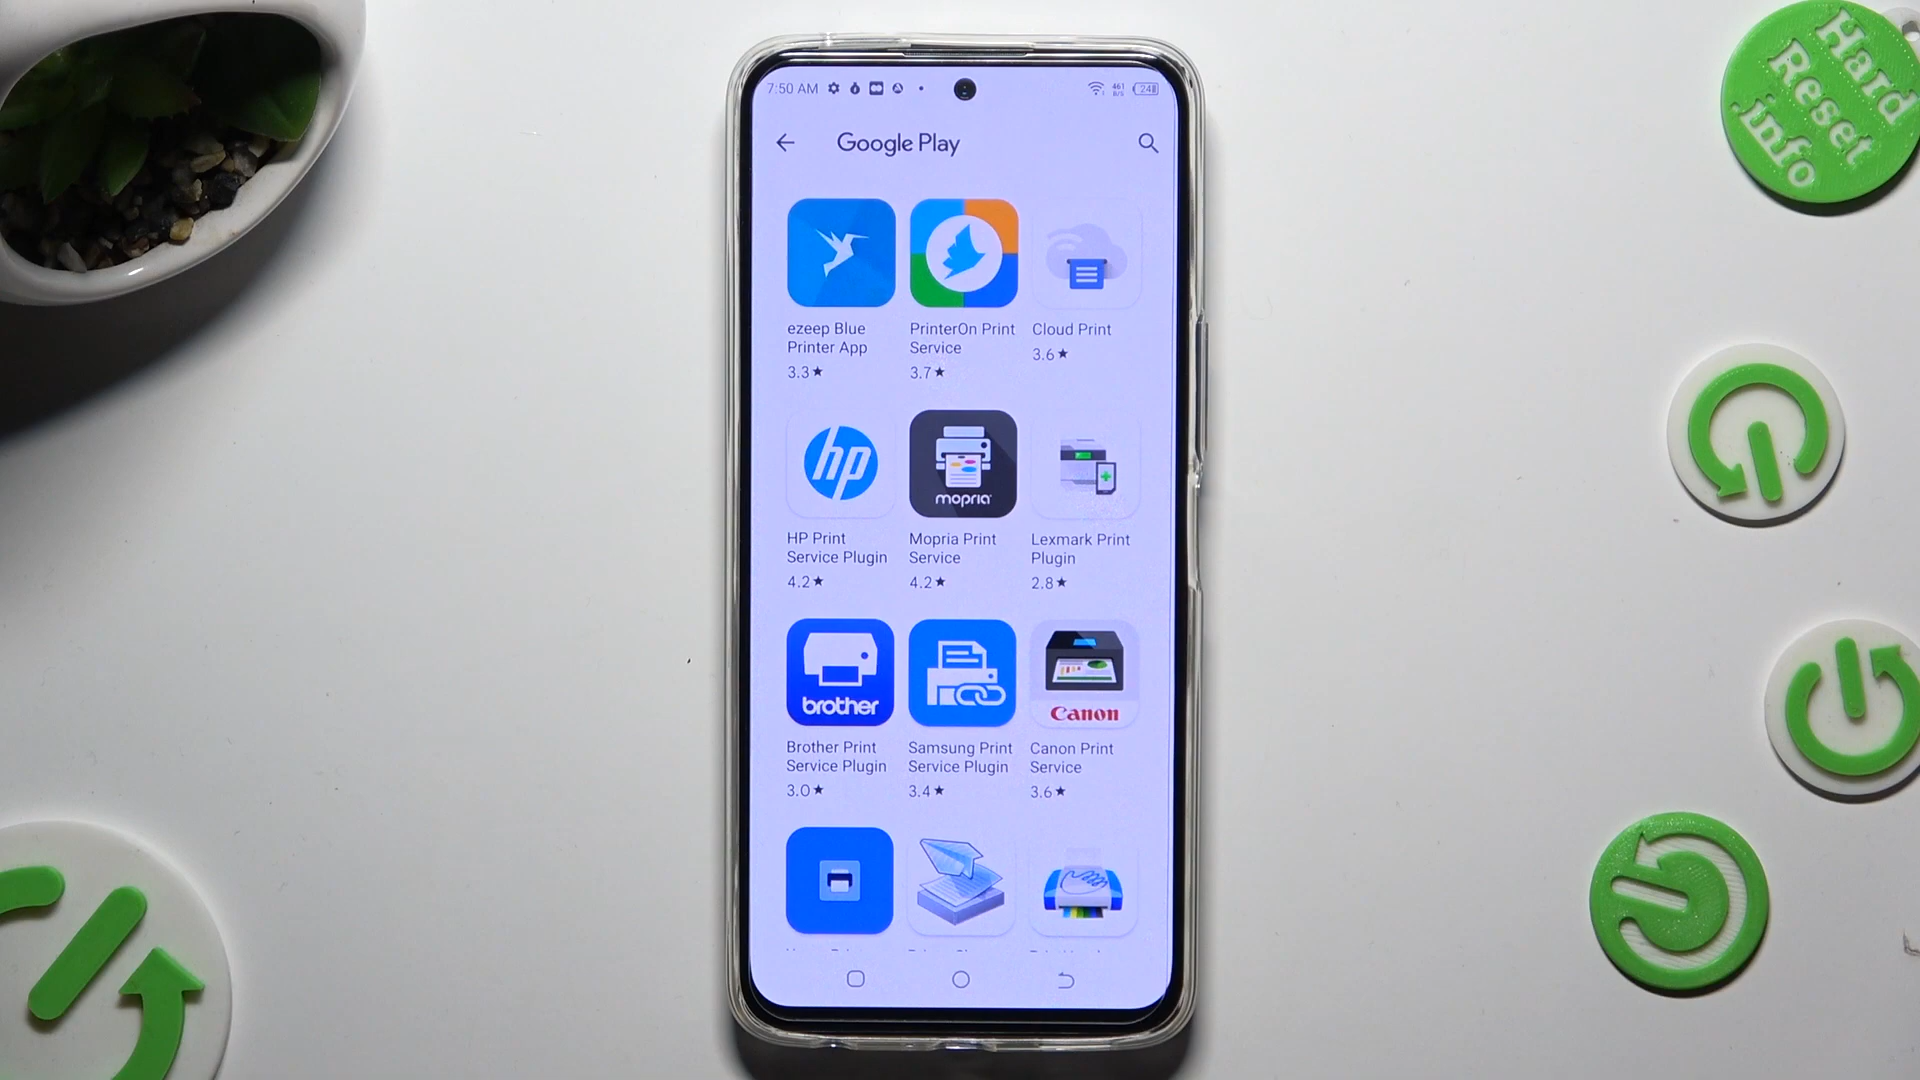 Hard
Reset
.info
7:50 AM
461
B/S
24
Google Play
ezeep Blue
Printer App
3.3★
PrinterOn Print
Service
3.7★
Cloud Print
3.6★
hp
mopria
HP Print
Service Plugin
4.2★
Mopria Print
Service
4.2★
Lexmark Print
Plugin
2.8★
brother
Canon
Brother Print
Service Plugin
3.0★
Samsung Print
Service Plugin
3.4★
Canon Print
Service
3.6★